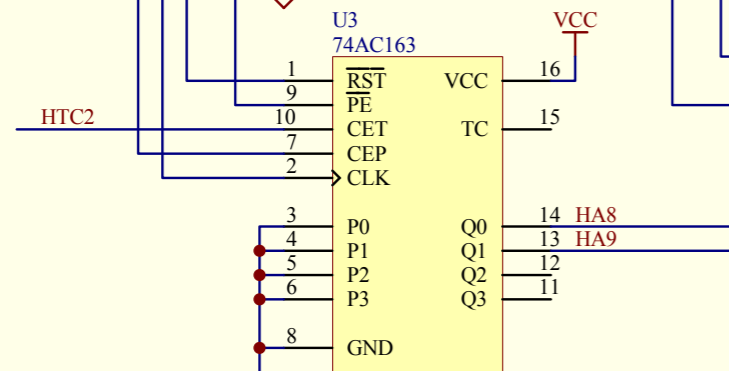 U3
VCC
74AC163
1 RST VCC 16
9 PE
HTC2 10 CET TC 15
7 CEP
2 CLK
3 P0 Q0 14 HA8
4 P1 Q1 13 HA9
5 P2 Q2 12
6 P3 Q3 11
8 GND